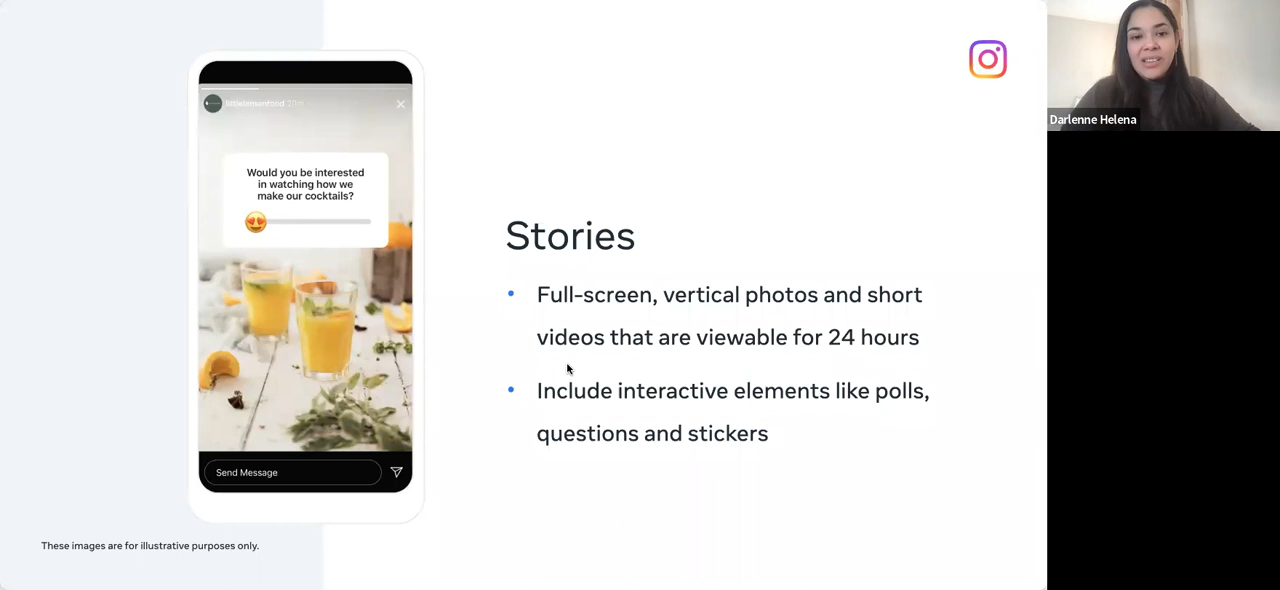 littlelemonfood 20m
Would you be interested
in watching how we
make our cocktails?
Send Message
These images are for illustrative purposes only.
Stories
• Full-screen, vertical photos and short
videos that are viewable for 24 hours
• Include interactive elements like polls,
questions and stickers
Darlenne Helena